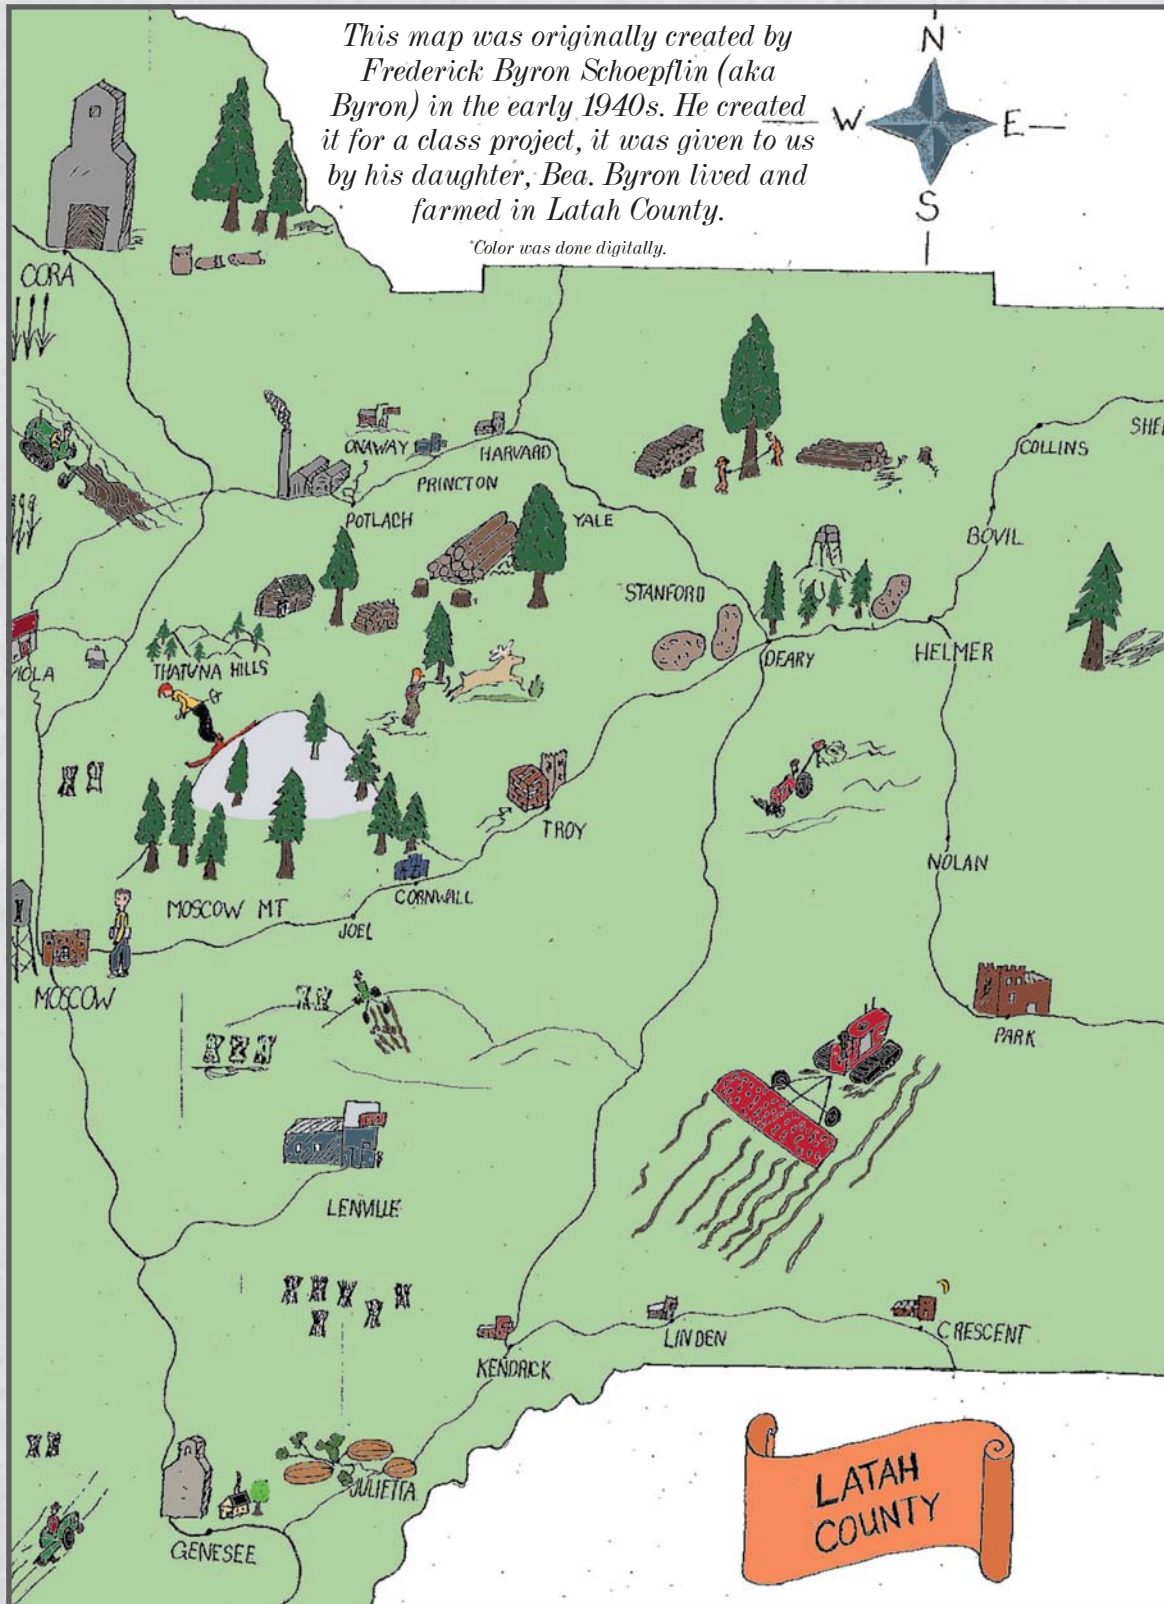 This map was originally created by
Frederick Byron Schoepflin (aka
Byron) in the early 1940s. He created
it for a class project, it was given to us
by his daughter, Bea. Byron lived and
farmed in Latah County.
*Color was done digitally.
N
W
E
S
CORA
ONAWAY
HARVARD
PRINCTON
POTLACH
YALE
COLLINS
SHE
BOVIL
STANFORD
DEARY
HELMER
IOLA
THATUNA HILLS
TROY
NOLAN
CORNWALL
MOSCOW MT
JOEL
MOSCOW
PARK
LENVILLE
KENDRICK
LINDEN
CRESCENT
JULIETTA
GENESEE
LATAH
COUNTY